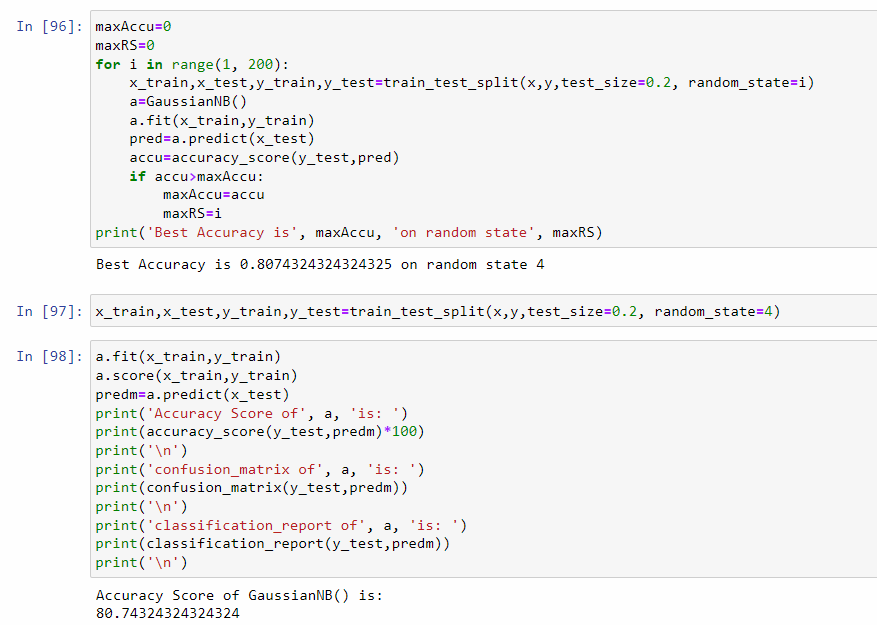 In [96]: maxAccu=0
maxRS=0
for i in range(1, 200):
    x_train,x_test,y_train,y_test=train_test_split(x,y,test_size=0.2, random_state=i)
    a=GaussianNB()
    a.fit(x_train,y_train)
    pred=a.predict(x_test)
    accu=accuracy_score(y_test,pred)
    if accu>maxAccu:
        maxAccu=accu
        maxRS=i
print('Best Accuracy is', maxAccu, 'on random state', maxRS)
Best Accuracy is 0.8074324324324325 on random state 4
In [97]: x_train,x_test,y_train,y_test=train_test_split(x,y,test_size=0.2, random_state=4)
In [98]: a.fit(x_train,y_train)
a.score(x_train,y_train)
predm=a.predict(x_test)
print('Accuracy Score of', a, 'is: ')
print(accuracy_score(y_test,predm)*100)
print('\n')
print('confusion_matrix of', a, 'is: ')
print(confusion_matrix(y_test,predm))
print('\n')
print('classification_report of', a, 'is: ')
print(classification_report(y_test,predm))
print('\n')
Accuracy Score of GaussianNB() is:
80.74324324324324